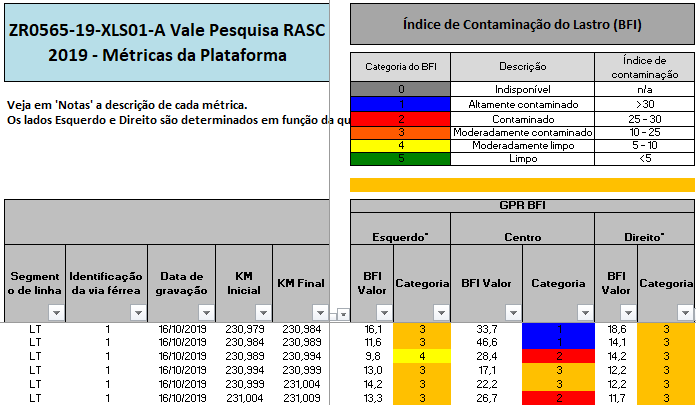 ZR0565-19-XLS01-A Vale Pesquisa RASC
2019 - Métricas da Plataforma
Veja em 'Notas' a descrição de cada métrica.
Os lados Esquerdo e Direito são determinados em função da qu
Índice de Contaminação do Lastro (BFI)
Categoria do BFI Descrição Índice de contaminação
0 Indisponível n/a
1 Altamente contaminado >30
2 Contaminado 25 - 30
3 Moderadamente contaminado 10 - 25
4 Moderadamente limpo 5 - 10
5 Limpo <5
GPR BFI
Esquerdo* Centro Direito*
Segmento de linha Identificação da via férrea Data de gravação KM Inicial KM Final BFI Valor Categoria BFI Valor Categoria BFI Valor Categoria
LT 1 16/10/2019 230,979 230,984 16,1 3 33,7 1 18,6 3
LT 1 16/10/2019 230,984 230,989 11,6 3 46,6 1 14,1 3
LT 1 16/10/2019 230,989 230,994 9,8 4 28,4 2 14,2 3
LT 1 16/10/2019 230,994 230,999 13,0 3 17,1 3 12,2 3
LT 1 16/10/2019 230,999 231,004 14,2 3 22,2 3 12,2 3
LT 1 16/10/2019 231,004 231,009 13,3 3 26,7 2 11,7 3